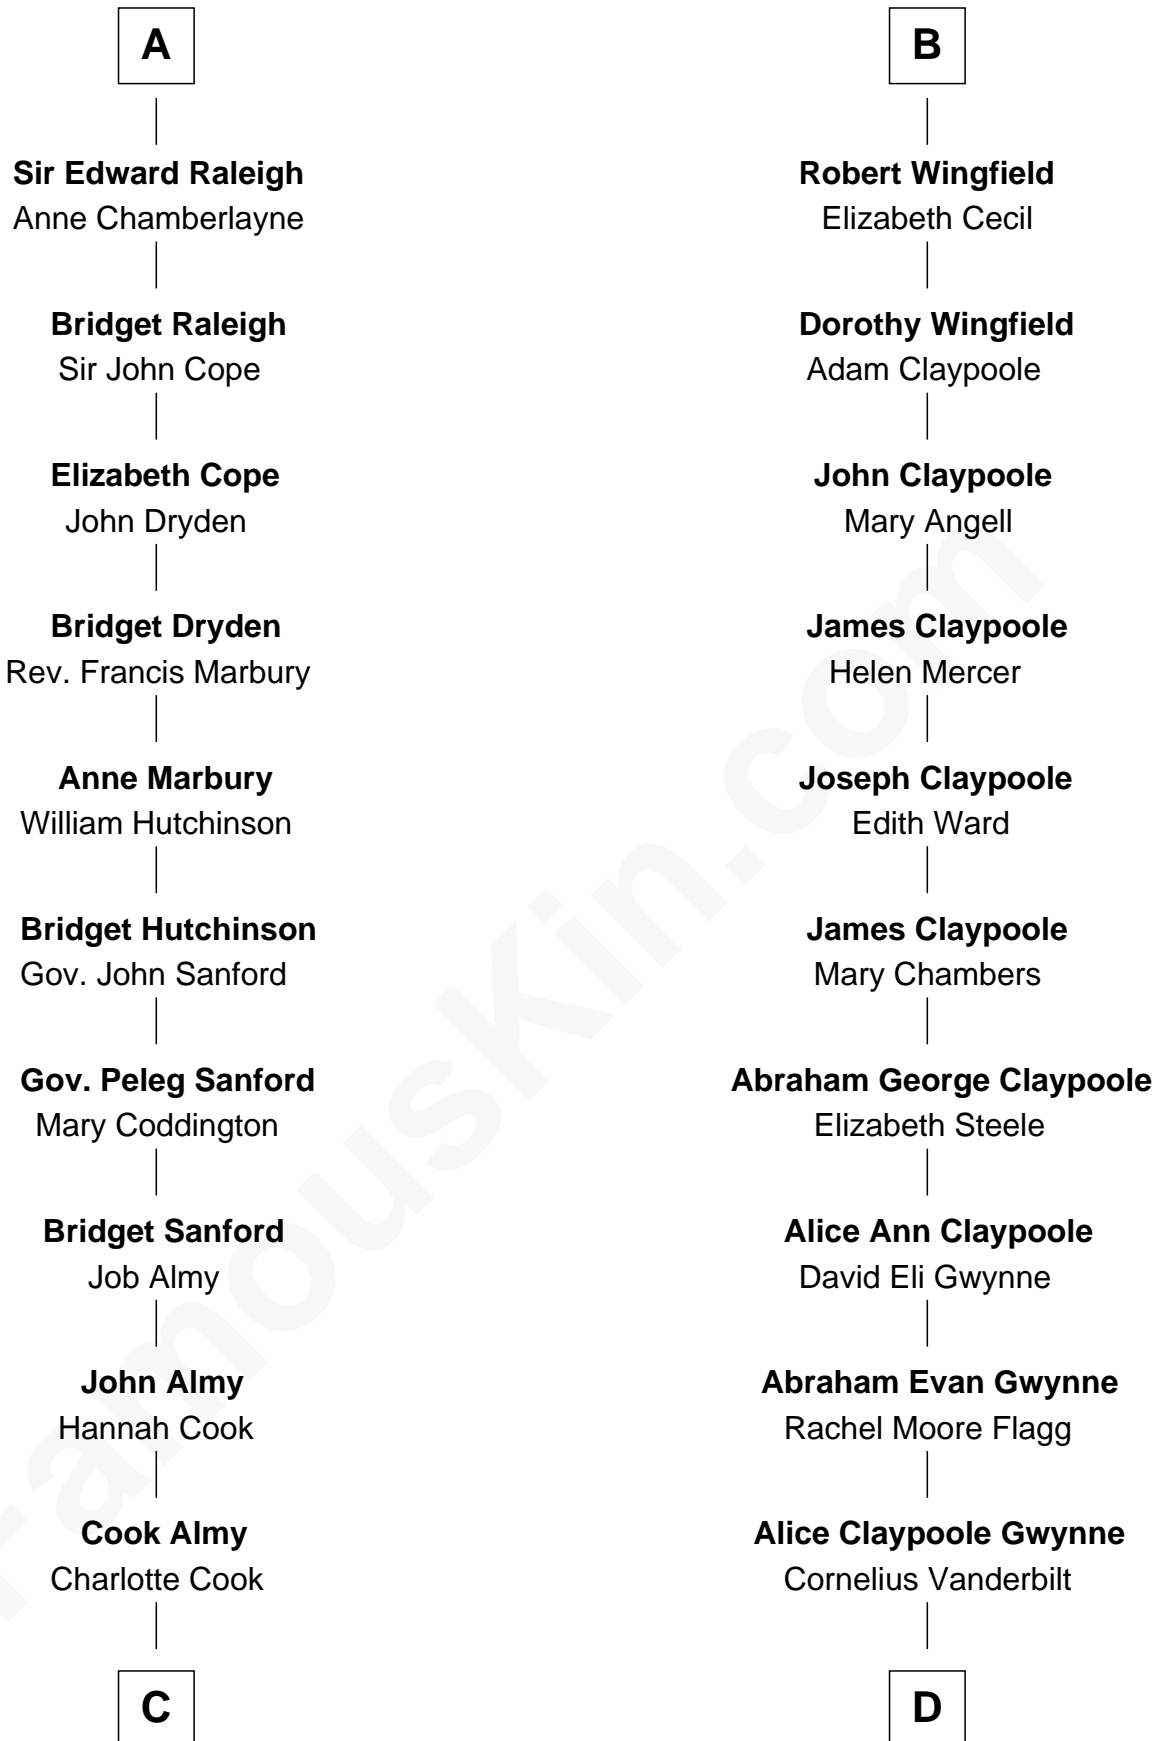 A
Sir Edward Raleigh
Anne Chamberlayne
Bridget Raleigh
Sir John Cope
Elizabeth Cope
John Dryden
Bridget Dryden
Rev. Francis Marbury
Anne Marbury
William Hutchinson
Bridget Hutchinson
Gov. John Sanford
Gov. Peleg Sanford
Mary Coddington
Bridget Sanford
Job Almy
John Almy
Hannah Cook
Cook Almy
Charlotte Cook
C
B
Robert Wingfield
Elizabeth Cecil
Dorothy Wingfield
Adam Claypoole
John Claypoole
Mary Angell
James Claypoole
Helen Mercer
Joseph Claypoole
Edith Ward
James Claypoole
Mary Chambers
Abraham George Claypoole
Elizabeth Steele
Alice Ann Claypoole
David Eli Gwynne
Abraham Evan Gwynne
Rachel Moore Flagg
Alice Claypoole Gwynne
Cornelius Vanderbilt
D
FamousKin.com